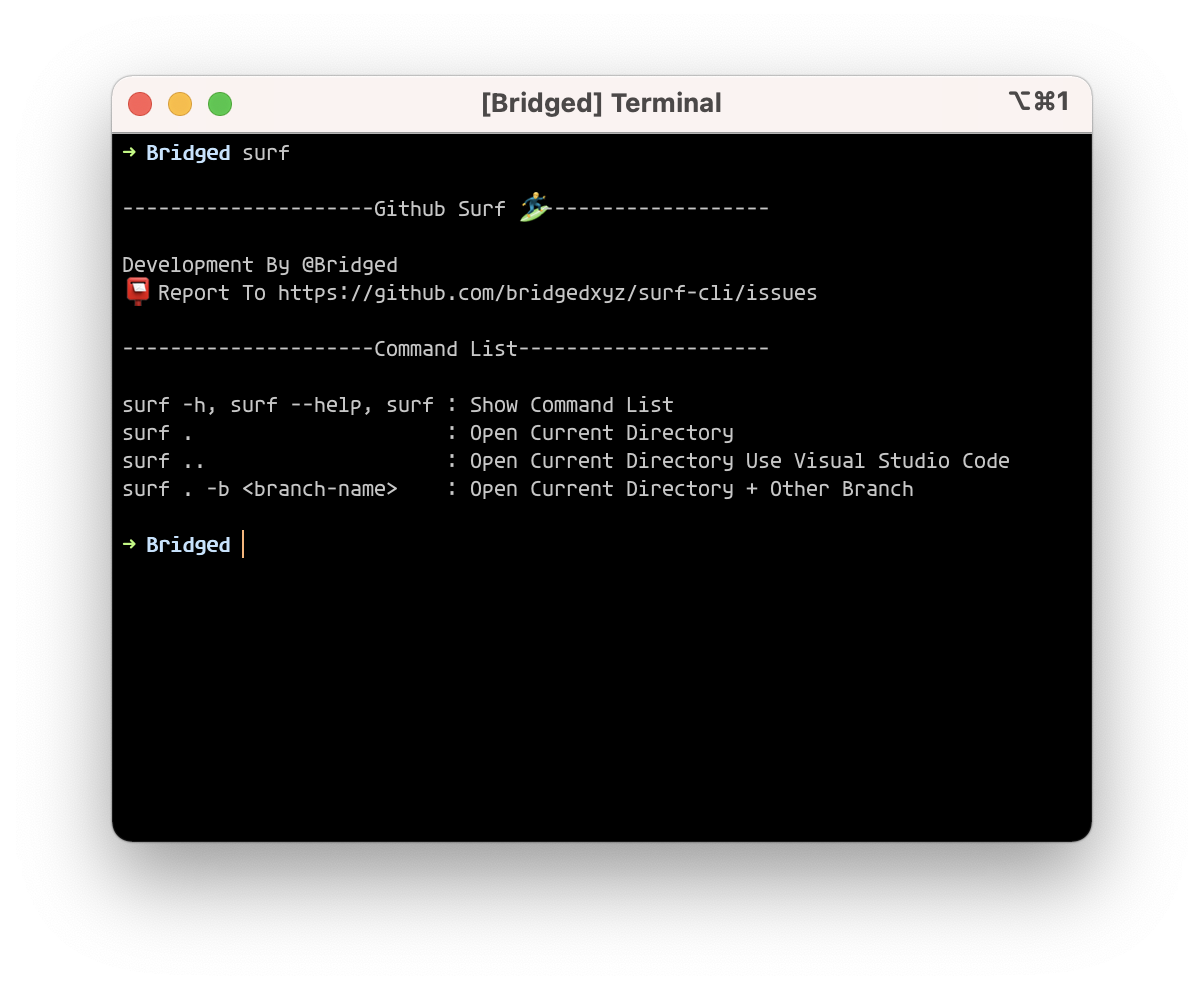 [Bridged] Terminal ⌥⌘1
➜ Bridged surf
---------------------Github Surf 🏄------------------
Development By @Bridged
📮 Report To https://github.com/bridgedxyz/surf-cli/issues
---------------------Command List---------------------
surf -h, surf --help, surf : Show Command List
surf .                     : Open Current Directory
surf ..                    : Open Current Directory Use Visual Studio Code
surf . -b <branch-name>    : Open Current Directory + Other Branch
➜ Bridged